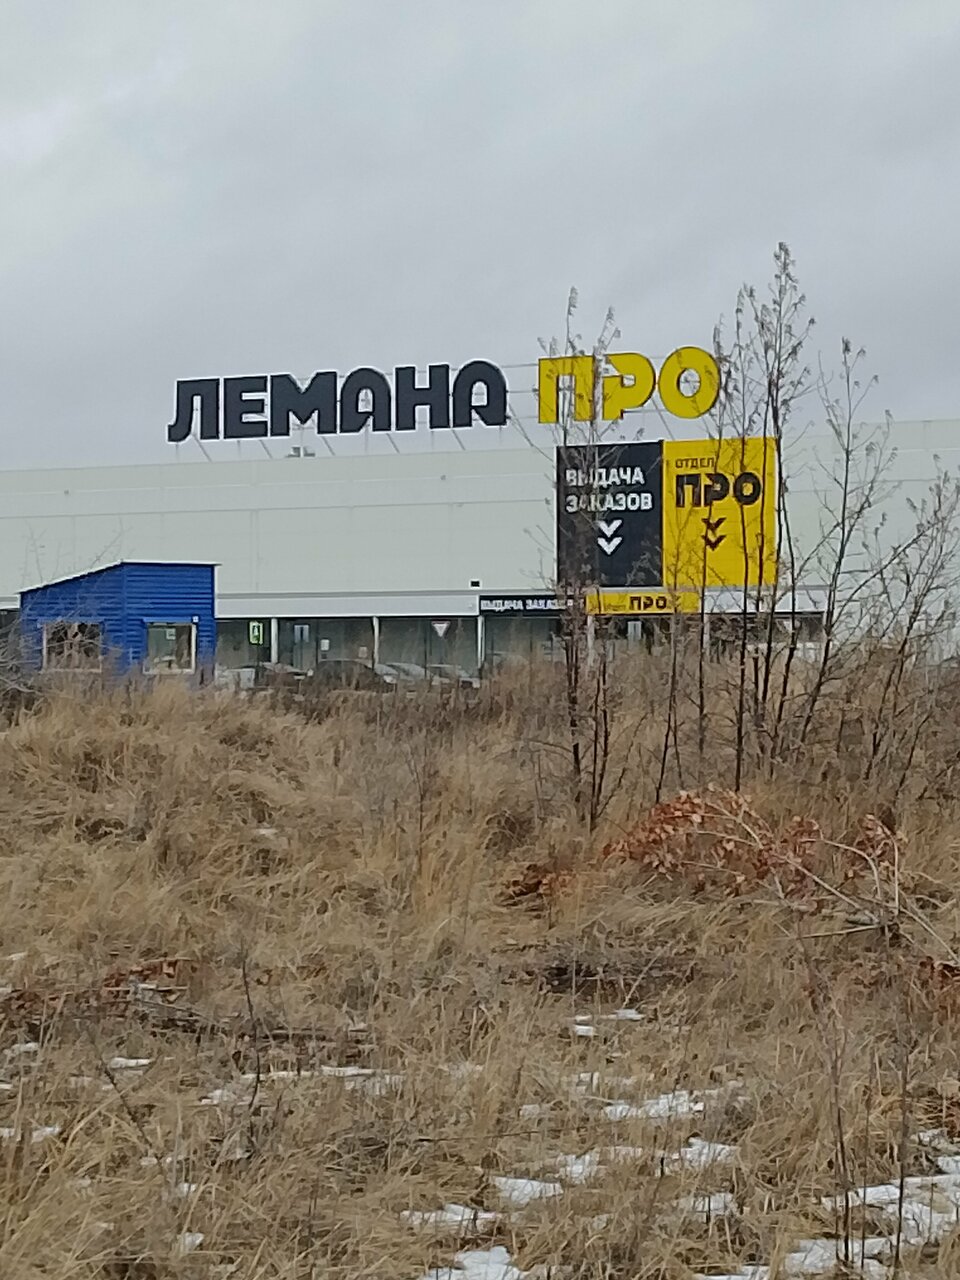 ЛЕМАНА ПРО
ВЫДАЧА
ЗАКАЗОВ
ОТДЕЛ
ПРО
ВЫДАЧА ЗАКАЗОВ
ПРО